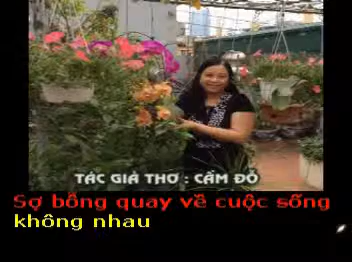 TÁC GIẢ THƠ : CẨM ĐỎ
Sợ bỗng quay về cuộc sống
không nhau